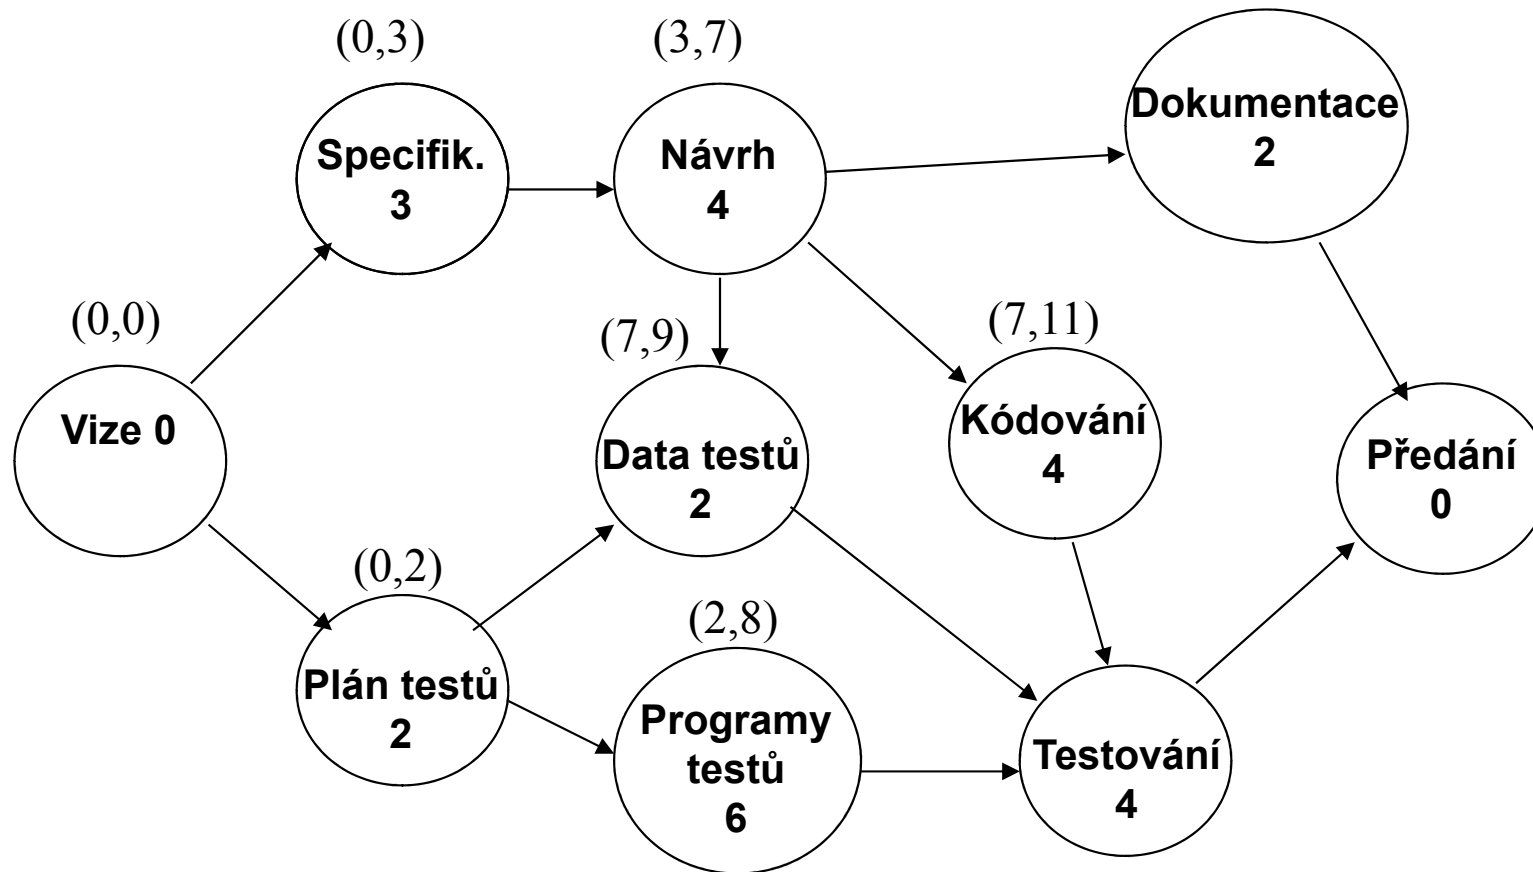 (0,3)
(3,7)
Dokumentace
2
Specifik.
3
Návrh
4
(0,0)
(7,9)
(7,11)
Vize 0
Data testů
2
Kódování
4
Předání
0
(0,2)
(2,8)
Plán testů
2
Programy
testů
6
Testování
4